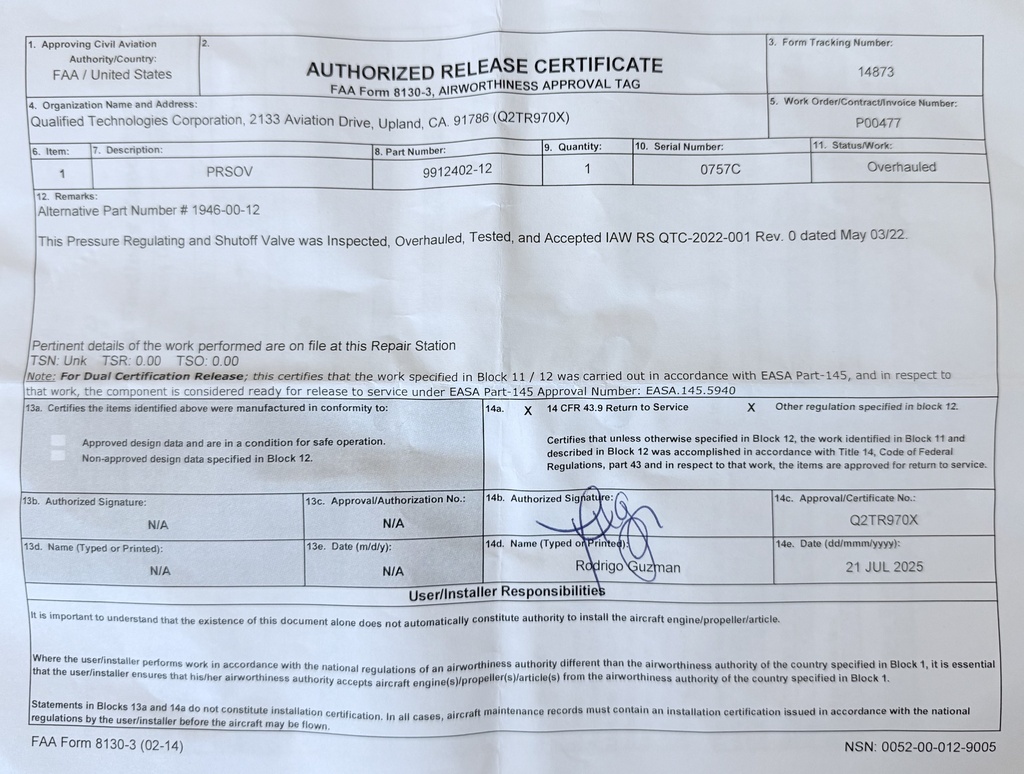 1. Approving Civil Aviation
Authority/Country:
FAA / United States
2.
AUTHORIZED RELEASE CERTIFICATE
FAA Form 8130-3, AIRWORTHINESS APPROVAL TAG
3. Form Tracking Number:
14873
4. Organization Name and Address:
Qualified Technologies Corporation, 2133 Aviation Drive, Upland, CA. 91786 (Q2TR970X)
5. Work Order/Contract/Invoice Number:
P00477
6. Item:
1
7. Description:
PRSOV
8. Part Number:
9912402-12
9. Quantity:
1
10. Serial Number:
0757C
11. Status/Work:
Overhauled
12. Remarks:
Alternative Part Number # 1946-00-12
This Pressure Regulating and Shutoff Valve was Inspected, Overhauled, Tested, and Accepted IAW RS QTC-2022-001 Rev. 0 dated May 03/22.
Pertinent details of the work performed are on file at this Repair Station
TSN: Unk TSR: 0.00 TSO: 0.00
Note: For Dual Certification Release; this certifies that the work specified in Block 11 / 12 was carried out in accordance with EASA Part-145, and in respect to
that work, the component is considered ready for release to service under EASA Part-145 Approval Number: EASA.145.5940
13a. Certifies the items identified above were manufactured in conformity to:
Approved design data and are in a condition for safe operation.
Non-approved design data specified in Block 12.
14a. X 14 CFR 43.9 Return to Service X Other regulation specified in block 12.
Certifies that unless otherwise specified in Block 12, the work identified in Block 11 and
described in Block 12 was accomplished in accordance with Title 14, Code of Federal
Regulations, part 43 and in respect to that work, the items are approved for return to service.
13b. Authorized Signature:
N/A
13c. Approval/Authorization No.:
N/A
14b. Authorized Signature:
14c. Approval/Certificate No.:
Q2TR970X
13d. Name (Typed or Printed):
N/A
13e. Date (m/d/y):
N/A
14d. Name (Typed or Printed):
Rodrigo Guzman
14e. Date (dd/mmm/yyyy):
21 JUL 2025
User/Installer Responsibilities
It is important to understand that the existence of this document alone does not automatically constitute authority to install the aircraft engine/propeller/article.
Where the user/installer performs work in accordance with the national regulations of an airworthiness authority different than the airworthiness authority of the country specified in Block 1, it is essential
that the user/installer ensures that his/her airworthiness authority accepts aircraft engine(s)/propeller(s)/article(s) from the airworthiness authority of the country specified in Block 1.
Statements in Blocks 13a and 14a do not constitute installation certification. In all cases, aircraft maintenance records must contain an installation certification issued in accordance with the national
regulations by the user/installer before the aircraft may be flown.
FAA Form 8130-3 (02-14)
NSN: 0052-00-012-9005